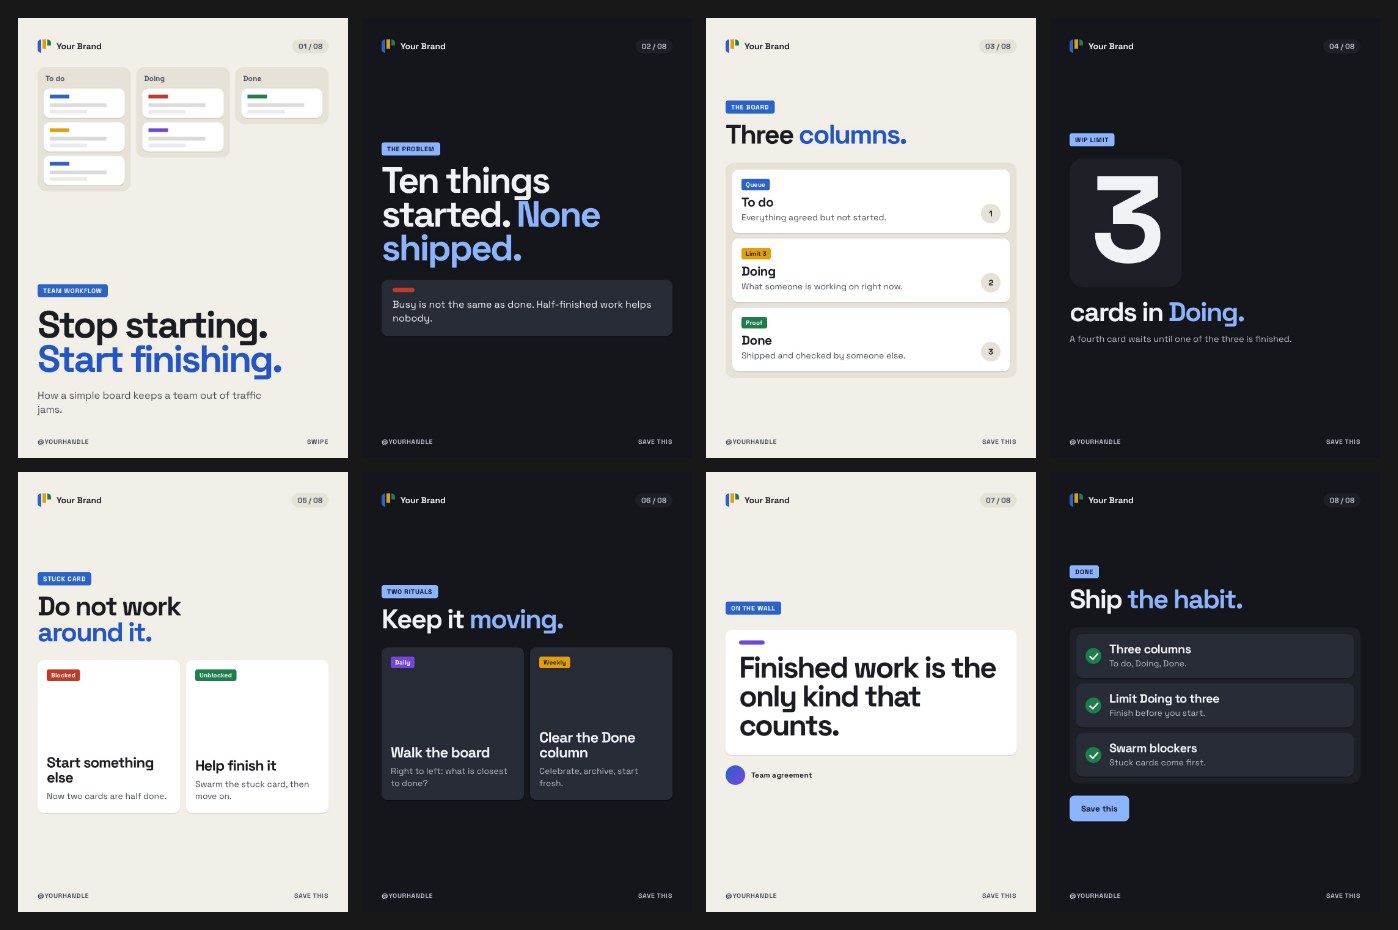 Your Brand
01 / 08
To do
Doing
Done
TEAM WORKFLOW
Stop starting.
Start finishing.
How a simple board keeps a team out of traffic
jams.
@YOURHANDLE
SWIPE
Your Brand
02 / 08
THE PROBLEM
Ten things
started. None
shipped.
Busy is not the same as done. Half-finished work helps
nobody.
@YOURHANDLE
SAVE THIS
Your Brand
03 / 08
THE BOARD
Three columns.
Queue
To do
Everything agreed but not started.
1
Limit 3
Doing
What someone is working on right now.
2
Proof
Done
Shipped and checked by someone else.
3
@YOURHANDLE
SAVE THIS
Your Brand
04 / 08
WIP LIMIT
3
cards in Doing.
A fourth card waits until one of the three is finished.
@YOURHANDLE
SAVE THIS
Your Brand
05 / 08
STUCK CARD
Do not work
around it.
Blocked
Start something
else
Now two cards are half done.
Unblocked
Help finish it
Swarm the stuck card, then
move on.
@YOURHANDLE
SAVE THIS
Your Brand
06 / 08
TWO RITUALS
Keep it moving.
Daily
Walk the board
Right to left: what is closest
to done?
Weekly
Clear the Done
column
Celebrate, archive, start
fresh.
@YOURHANDLE
SAVE THIS
Your Brand
07 / 08
ON THE WALL
Finished work is the
only kind that
counts.
Team agreement
@YOURHANDLE
SAVE THIS
Your Brand
08 / 08
DONE
Ship the habit.
Three columns
To do, Doing, Done.
Limit Doing to three
Finish before you start.
Swarm blockers
Stuck cards come first.
Save this
@YOURHANDLE
SAVE THIS